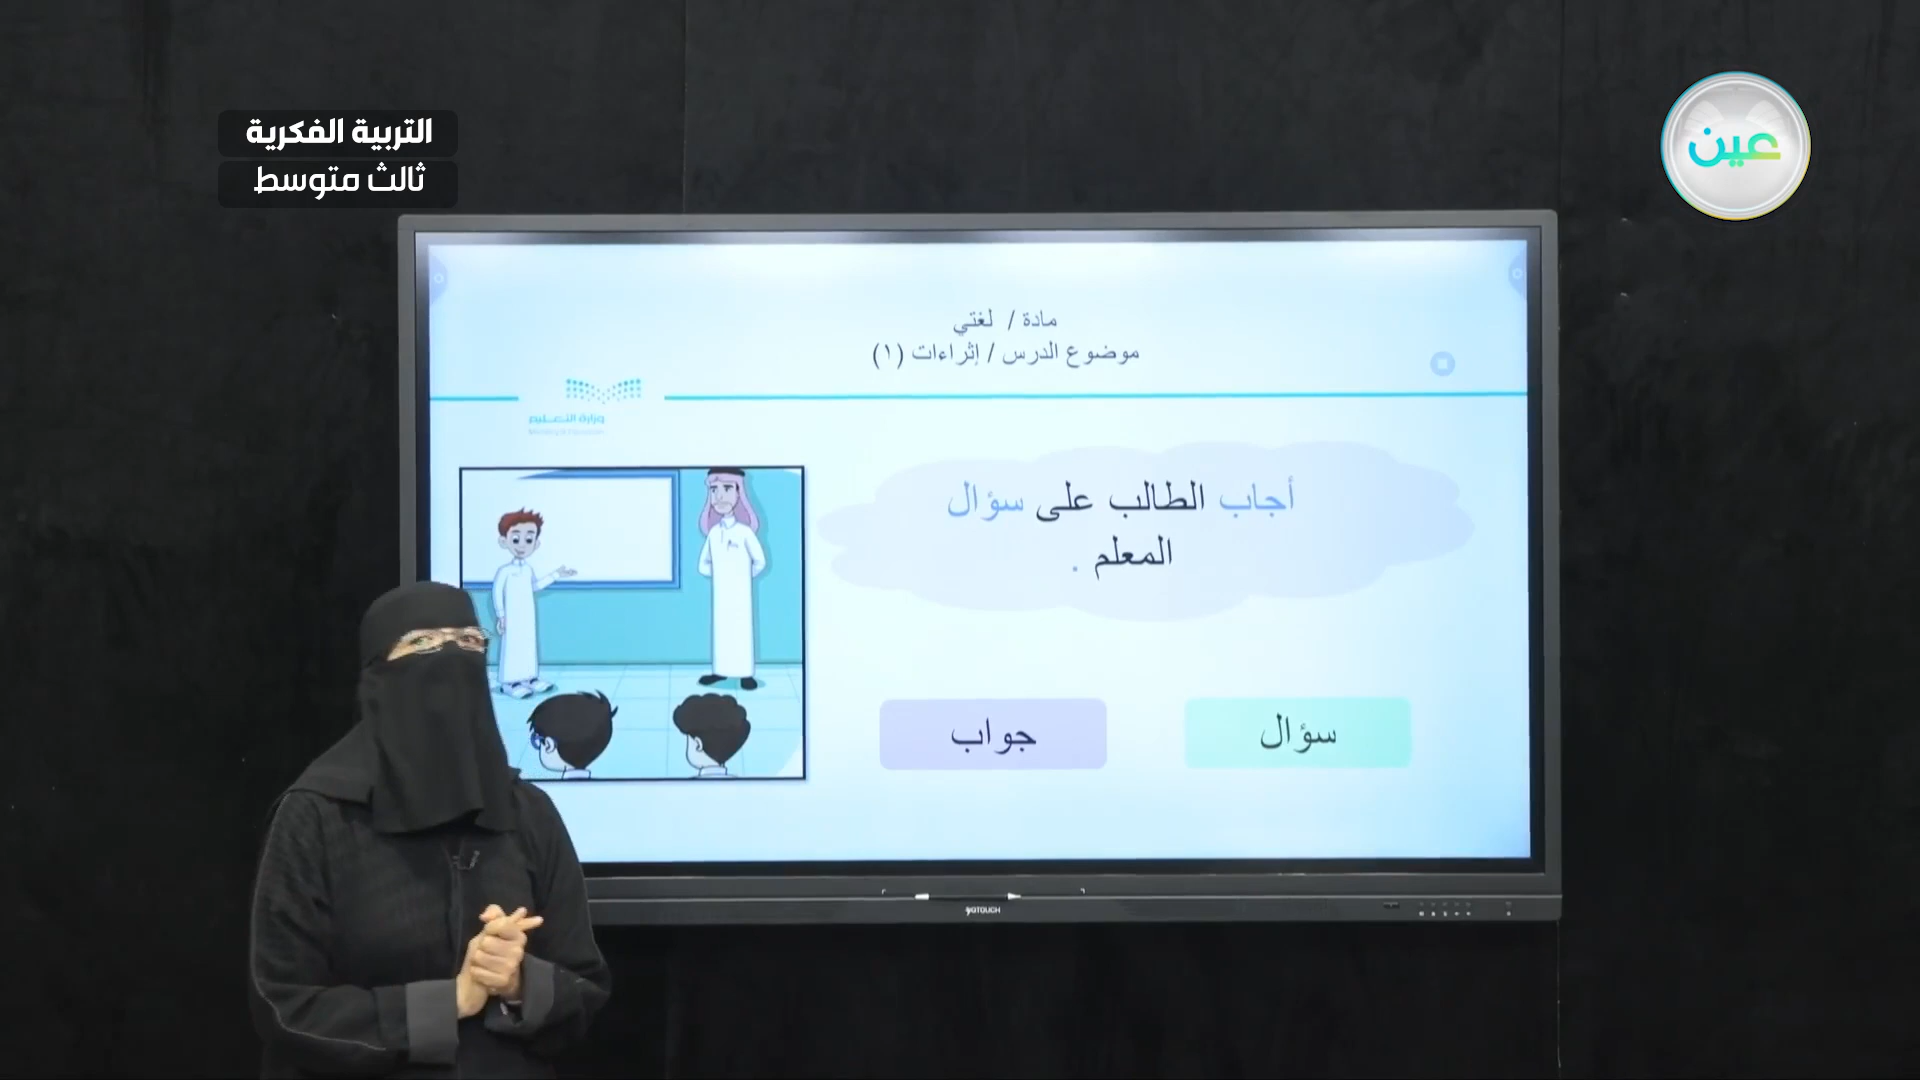 التربية الفكرية
ثالث متوسط
عين
مادة / لغتي
موضوع الدرس / إثراءات (١)
وزارة التعليم
أجاب الطالب على سؤال
المعلم .
سؤال
جواب